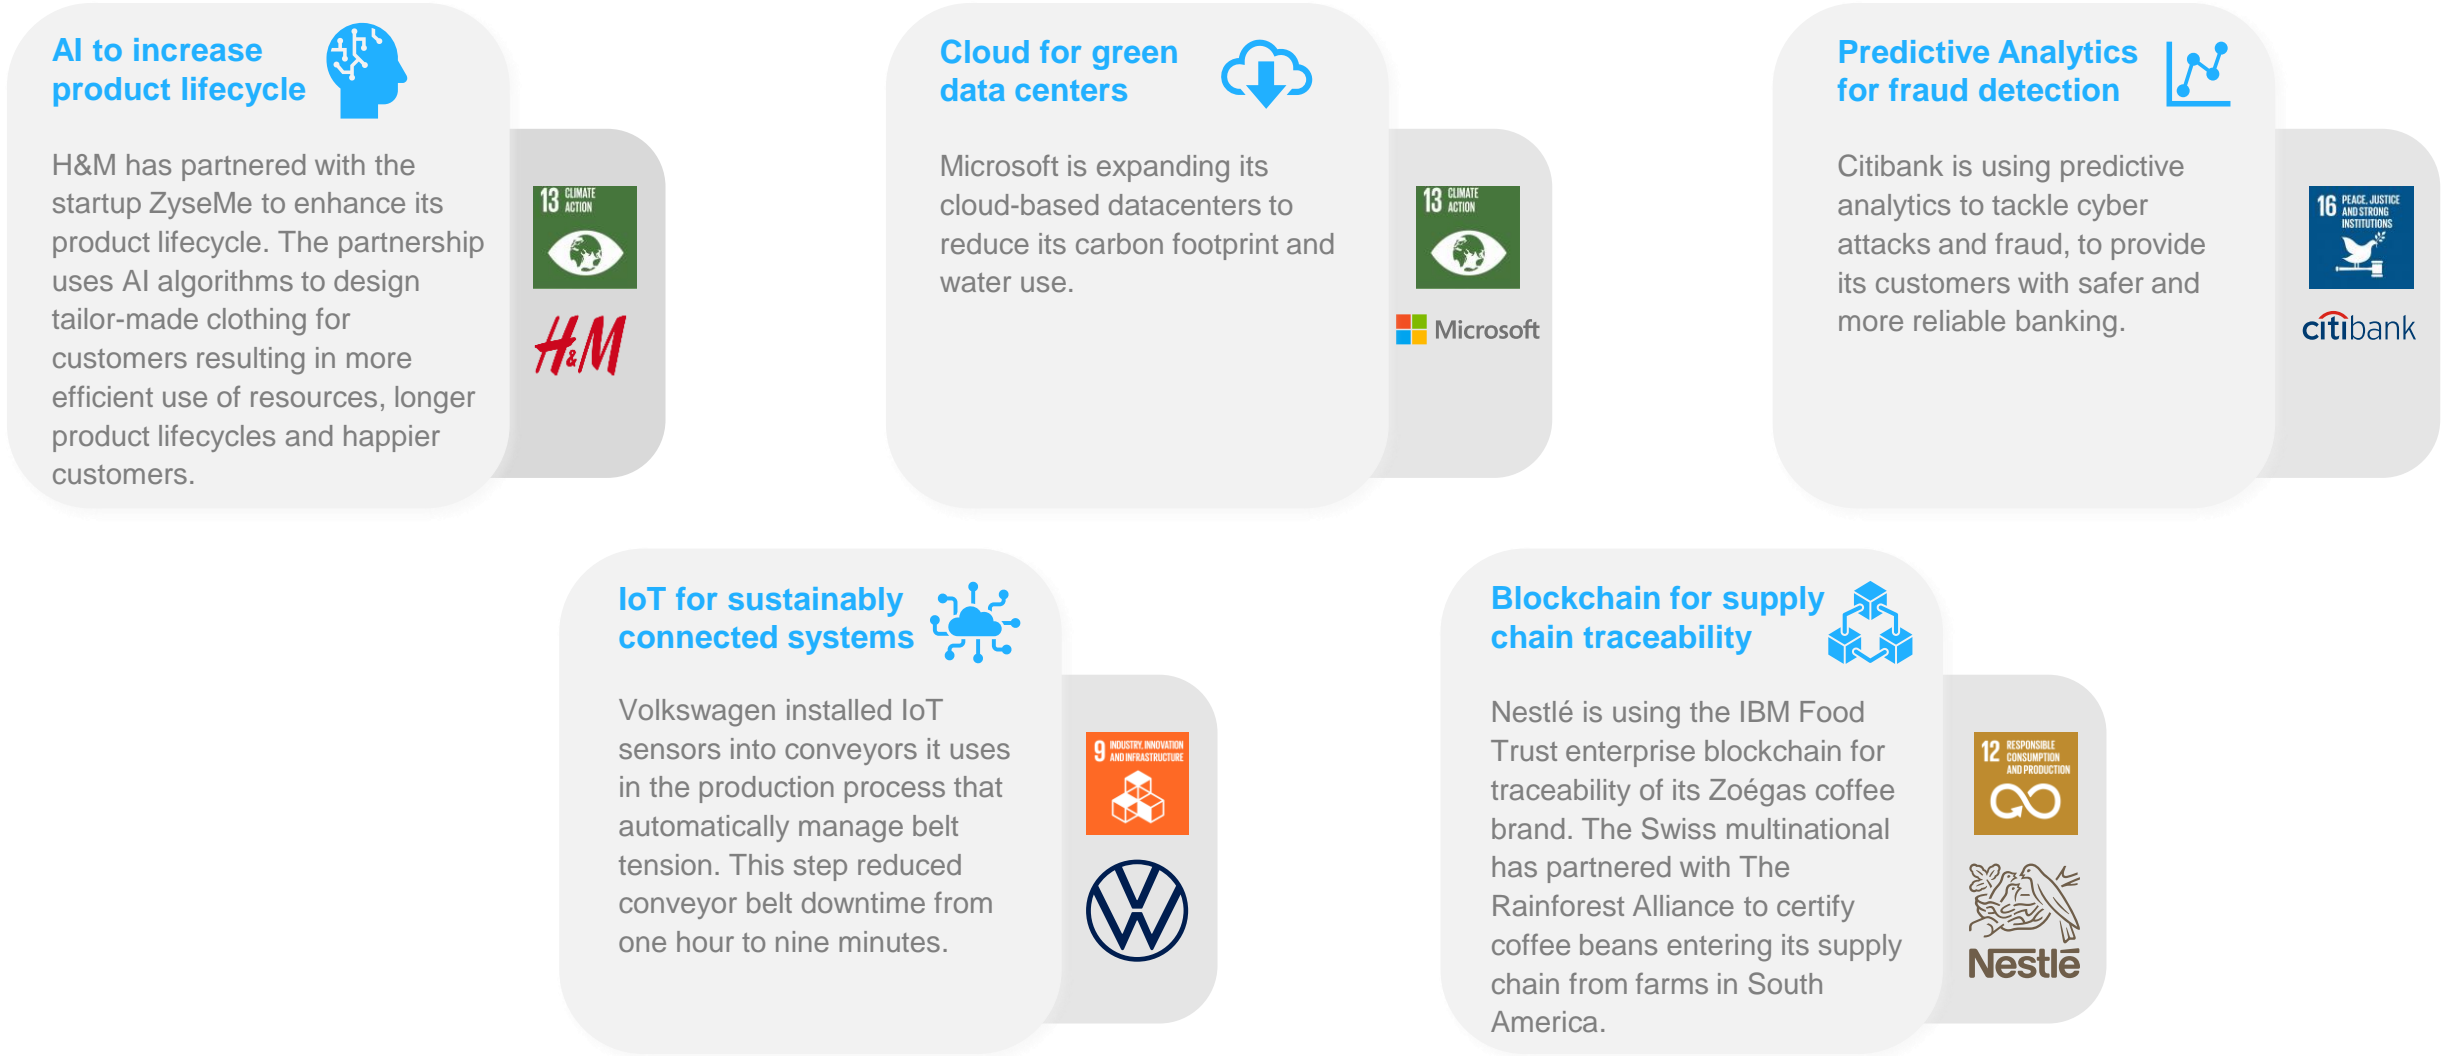 AI to increase
product lifecycle
H&M has partnered with the
startup ZyseMe to enhance its
product lifecycle. The partnership
uses AI algorithms to design
tailor-made clothing for
customers resulting in more
efficient use of resources, longer
product lifecycles and happier
customers.
13 CLIMATE
ACTION
H&M
Cloud for green
data centers
Microsoft is expanding its
cloud-based datacenters to
reduce its carbon footprint and
water use.
13 CLIMATE
ACTION
Microsoft
Predictive Analytics
for fraud detection
Citibank is using predictive
analytics to tackle cyber
attacks and fraud, to provide
its customers with safer and
more reliable banking.
16 PEACE, JUSTICE
AND STRONG
INSTITUTIONS
citibank
IoT for sustainably
connected systems
Volkswagen installed IoT
sensors into conveyors it uses
in the production process that
automatically manage belt
tension. This step reduced
conveyor belt downtime from
one hour to nine minutes.
9 INDUSTRY, INNOVATION
AND INFRASTRUCTURE
VW
Blockchain for supply
chain traceability
Nestlé is using the IBM Food
Trust enterprise blockchain for
traceability of its Zoégas coffee
brand. The Swiss multinational
has partnered with The
Rainforest Alliance to certify
coffee beans entering its supply
chain from farms in South
America.
12 RESPONSIBLE
CONSUMPTION
AND PRODUCTION
Nestlé